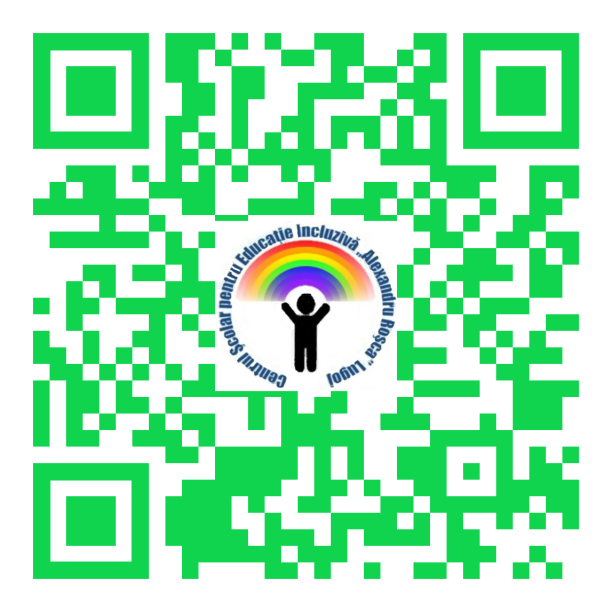 Centrul Școlar pentru Educație Incluzivă „Alexandru Roșca” Lugoj